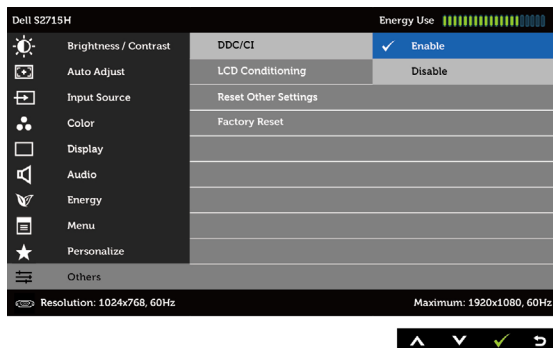 Dell S2715H Energy Use
Brightness / Contrast DDC/CI Enable
Auto Adjust LCD Conditioning Disable
Input Source Reset Other Settings
Color Factory Reset
Display
Audio
Energy
Menu
Personalize
Others
Resolution: 1024x768, 60Hz Maximum: 1920x1080, 60Hz